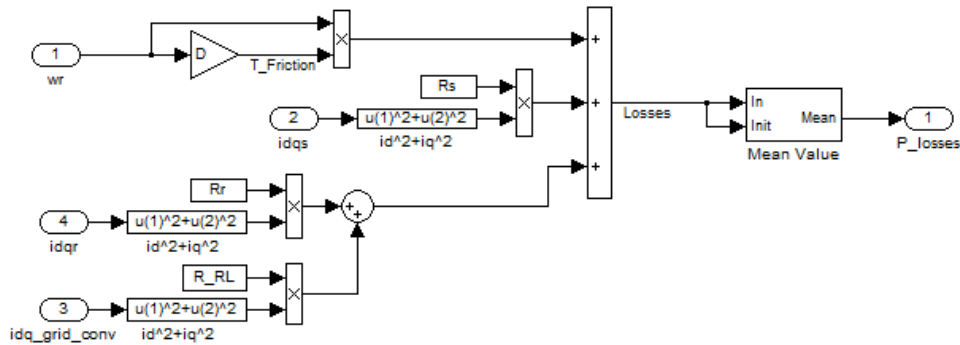 1
wr
D
T_Friction
×
+
Rs
2
idqs
u(1)^2+u(2)^2
id^2+iq^2
×
+
Losses
In
Init
Mean
Mean Value
1
P_losses
+
Rr
4
idqr
u(1)^2+u(2)^2
id^2+iq^2
×
+
+
R_RL
3
idq_grid_conv
u(1)^2+u(2)^2
id^2+iq^2
×